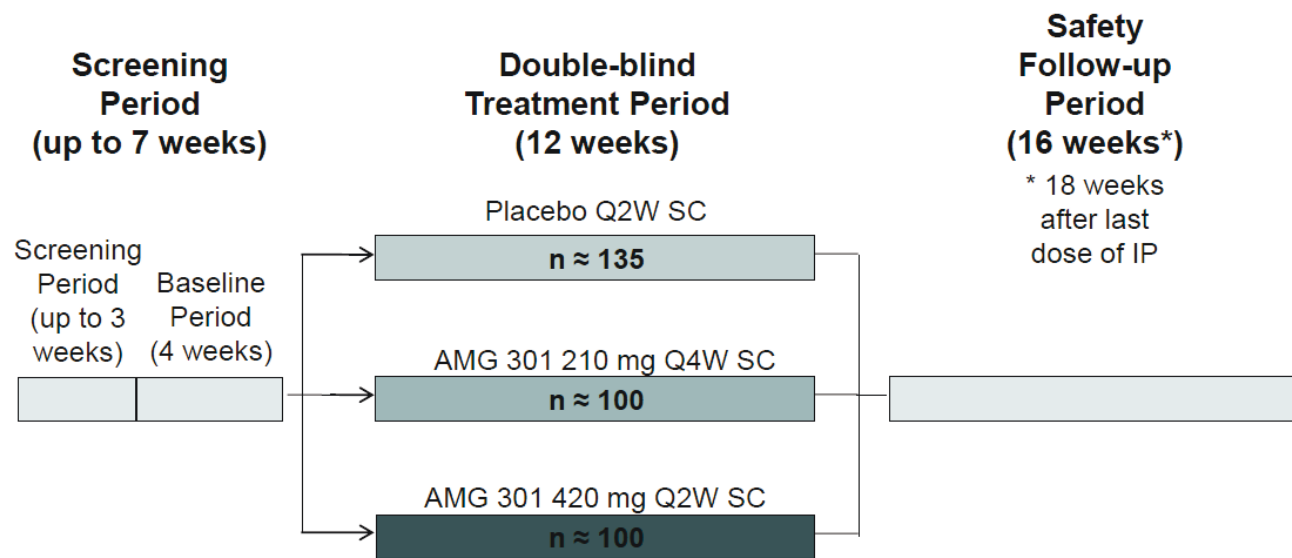 Screening
Period
(up to 7 weeks)
Double-blind
Treatment Period
(12 weeks)
Safety
Follow-up
Period
(16 weeks*)
* 18 weeks
after last
dose of IP
Screening
Period
(up to 3
weeks)
Baseline
Period
(4 weeks)
Placebo Q2W SC
n ≈ 135
AMG 301 210 mg Q4W SC
n ≈ 100
AMG 301 420 mg Q2W SC
n ≈ 100